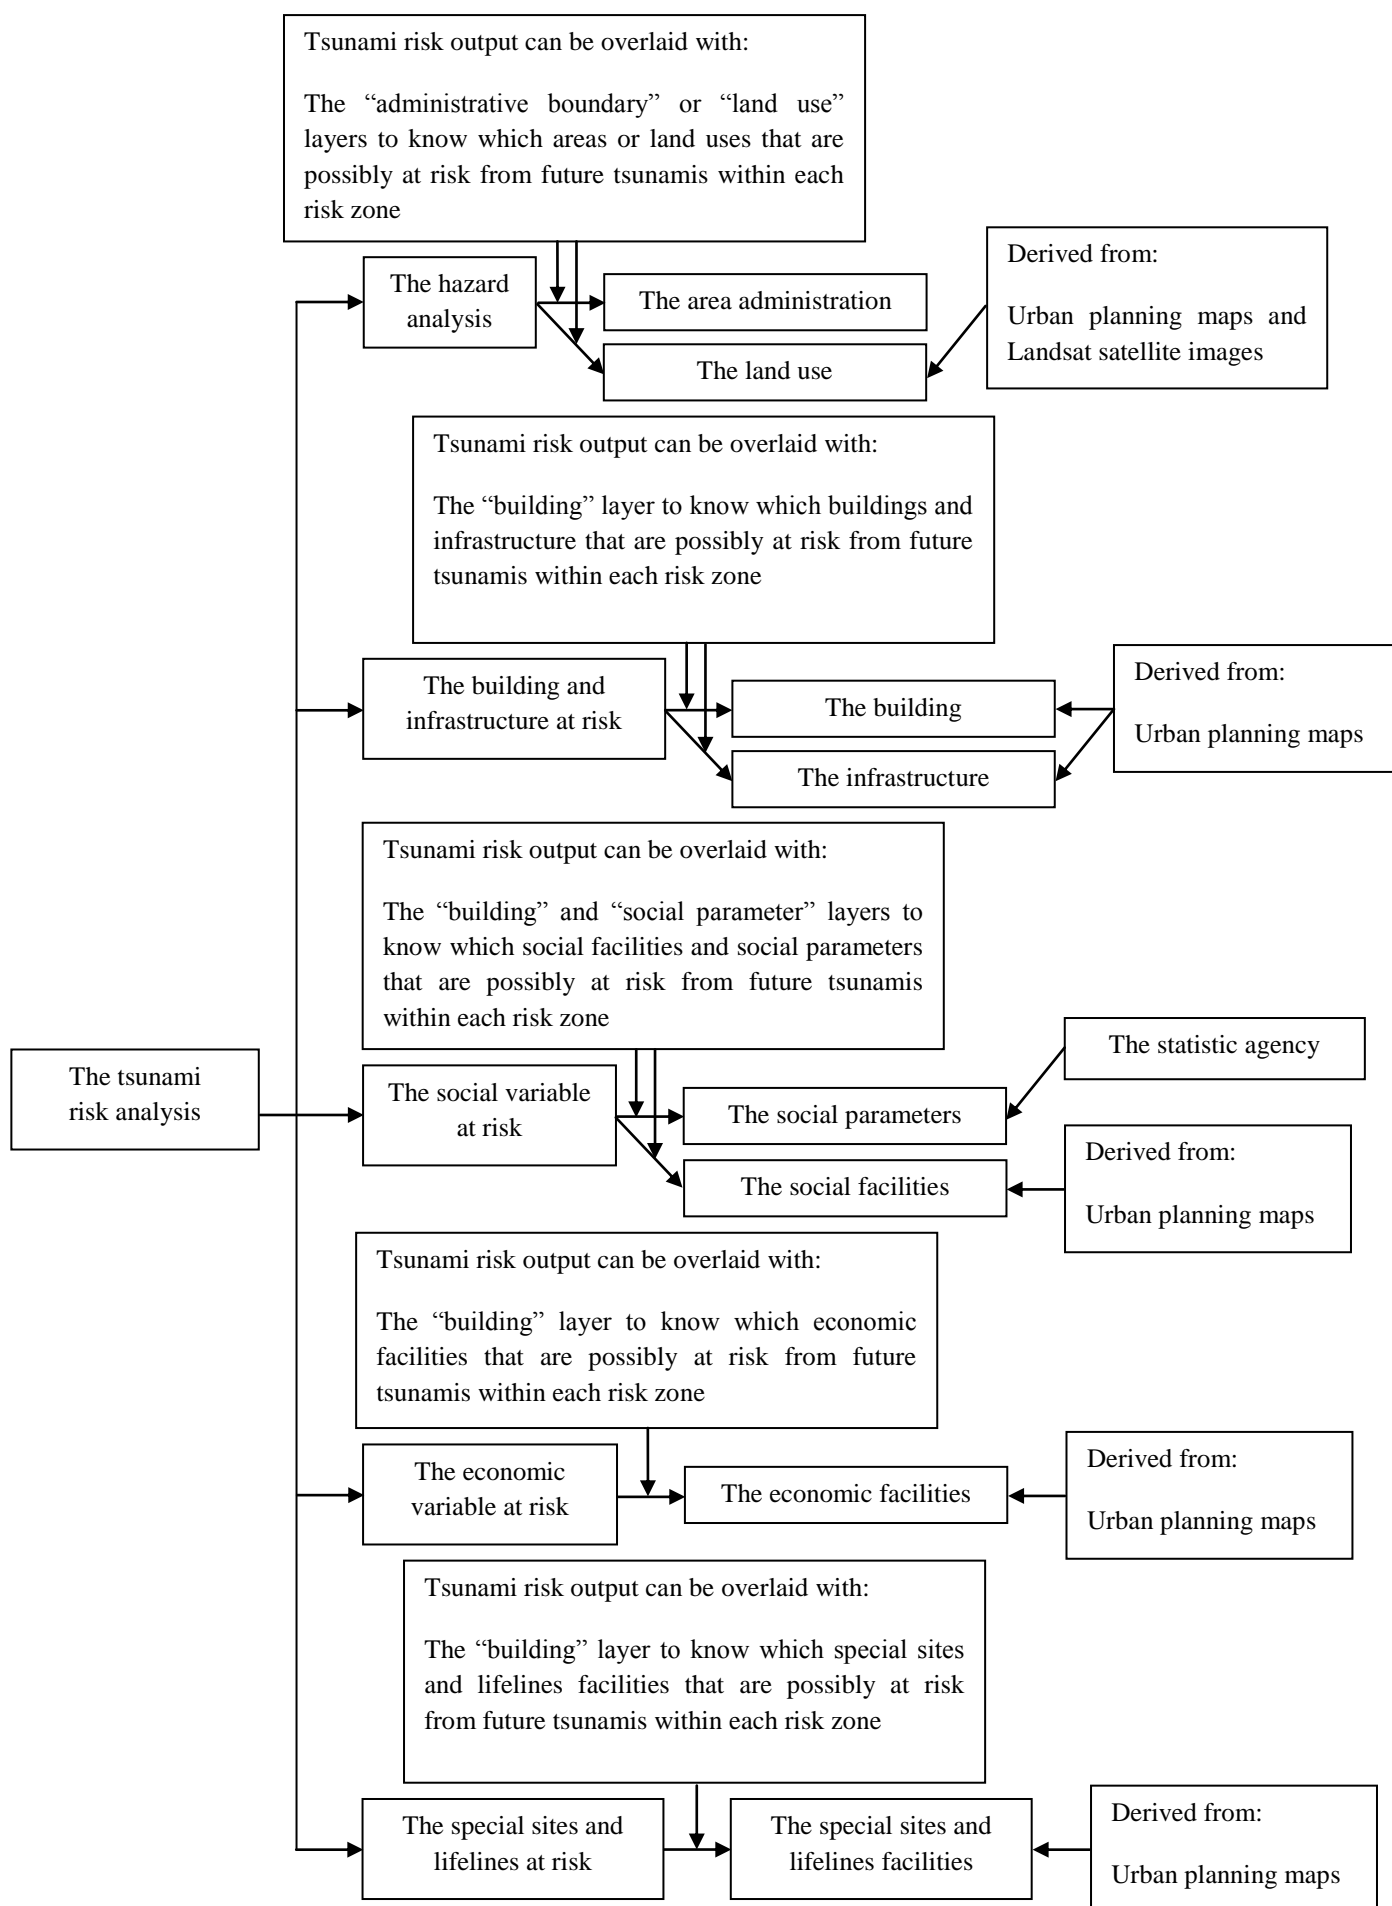 Tsunami risk output can be overlaid with:
The “administrative boundary” or “land use”
layers to know which areas or land uses that are
possibly at risk from future tsunamis within each
risk zone
The hazard
analysis
The area administration
The land use
Derived from:
Urban planning maps and
Landsat satellite images
Tsunami risk output can be overlaid with:
The “building” layer to know which buildings and
infrastructure that are possibly at risk from future
tsunamis within each risk zone
The building and
infrastructure at risk
The building
The infrastructure
Derived from:
Urban planning maps
Tsunami risk output can be overlaid with:
The “building” and “social parameter” layers to
know which social facilities and social parameters
that are possibly at risk from future tsunamis
within each risk zone
The tsunami
risk analysis
The social variable
at risk
The social parameters
The social facilities
The statistic agency
Derived from:
Urban planning maps
Tsunami risk output can be overlaid with:
The “building” layer to know which economic
facilities that are possibly at risk from future
tsunamis within each risk zone
The economic
variable at risk
The economic facilities
Derived from:
Urban planning maps
Tsunami risk output can be overlaid with:
The “building” layer to know which special sites
and lifelines facilities that are possibly at risk
from future tsunamis within each risk zone
The special sites and
lifelines at risk
The special sites and
lifelines facilities
Derived from:
Urban planning maps